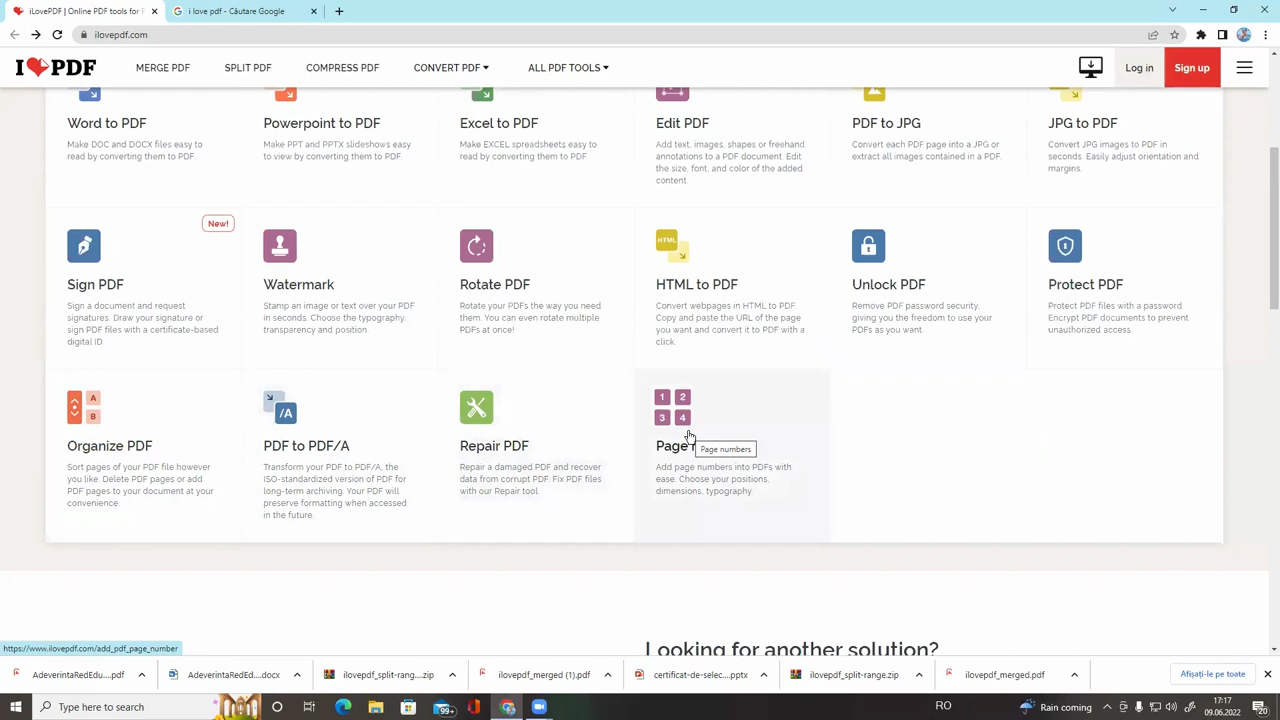 iLovePDF | Online PDF tools for F
i love pdf - Căutare Google
ilovepdf.com
I PDF
MERGE PDF
SPLIT PDF
COMPRESS PDF
CONVERT PDF
ALL PDF TOOLS
Log in
Sign up
Word to PDF
Make DOC and DOCX files easy to
read by converting them to PDF.
Powerpoint to PDF
Make PPT and PPTX slideshows easy
to view by converting them to PDF.
Excel to PDF
Make EXCEL spreadsheets easy to
read by converting them to PDF.
Edit PDF
Add text, images, shapes or freehand
annotations to a PDF document. Edit
the size, font, and color of the added
content.
PDF to JPG
Convert each PDF page into a JPG or
extract all images contained in a PDF.
JPG to PDF
Convert JPG images to PDF in
seconds. Easily adjust orientation and
margins.
New!
Sign PDF
Sign a document and request
signatures. Draw your signature or
sign PDF files with a certificate-based
digital ID.
Watermark
Stamp an image or text over your PDF
in seconds. Choose the typography,
transparency and position.
Rotate PDF
Rotate your PDFs the way you need
them. You can even rotate multiple
PDFs at once!
HTML
HTML to PDF
Convert webpages in HTML to PDF.
Copy and paste the URL of the page
you want and convert it to PDF with a
click.
Unlock PDF
Remove PDF password security,
giving you the freedom to use your
PDFs as you want.
Protect PDF
Protect PDF files with a password.
Encrypt PDF documents to prevent
unauthorized access.
A
B
Organize PDF
Sort pages of your PDF file however
you like. Delete PDF pages or add
PDF pages to your document at your
convenience.
/A
PDF to PDF/A
Transform your PDF to PDF/A, the
ISO-standardized version of PDF for
long-term archiving. Your PDF will
preserve formatting when accessed
in the future.
Repair PDF
Repair a damaged PDF and recover
data from corrupt PDF. Fix PDF files
with our Repair tool.
1 2
3 4
Page
Page numbers
Add page numbers into PDFs with
ease. Choose your positions,
dimensions, typography.
Looking for another solution?
https://www.ilovepdf.com/add_pdf_page_number
AdeverintaRedEdu....pdf
AdeverintaRedEd....docx
ilovepdf_split-rang...zip
ilovepdf_merged (1).pdf
certificat-de-selec....pptx
ilovepdf_split-range.zip
ilovepdf_merged.pdf
Afișați-le pe toate
Type here to search
99+
RO
Rain coming
17:17
09.06.2022
20